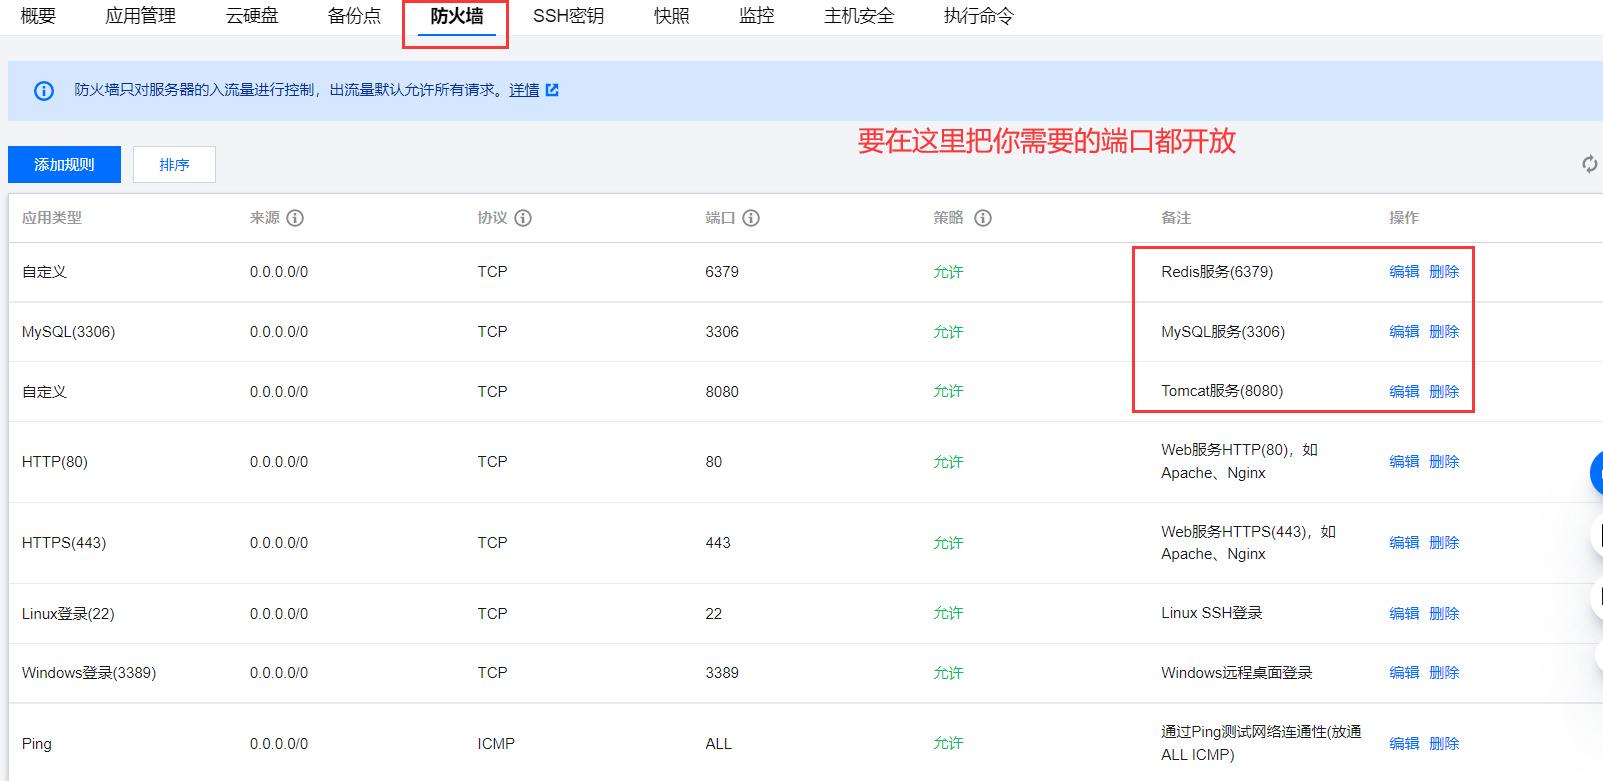 概要 应用管理 云硬盘 备份点 防火墙 SSH密钥 快照 监控 主机安全 执行命令
防火墙只对服务器的入流量进行控制，出流量默认允许所有请求。详情
要在这里把你需要的端口都开放
添加规则 排序
应用类型 来源 协议 端口 策略 备注 操作
自定义 0.0.0.0/0 TCP 6379 允许 Redis服务(6379) 编辑 删除
MySQL(3306) 0.0.0.0/0 TCP 3306 允许 MySQL服务(3306) 编辑 删除
自定义 0.0.0.0/0 TCP 8080 允许 Tomcat服务(8080) 编辑 删除
HTTP(80) 0.0.0.0/0 TCP 80 允许 Web服务HTTP(80)，如
Apache、Nginx 编辑 删除
HTTPS(443) 0.0.0.0/0 TCP 443 允许 Web服务HTTPS(443)，如
Apache、Nginx 编辑 删除
Linux登录(22) 0.0.0.0/0 TCP 22 允许 Linux SSH登录 编辑 删除
Windows登录(3389) 0.0.0.0/0 TCP 3389 允许 Windows远程桌面登录 编辑 删除
Ping 0.0.0.0/0 ICMP ALL 允许 通过Ping测试网络连通性(放通
ALL ICMP) 编辑 删除